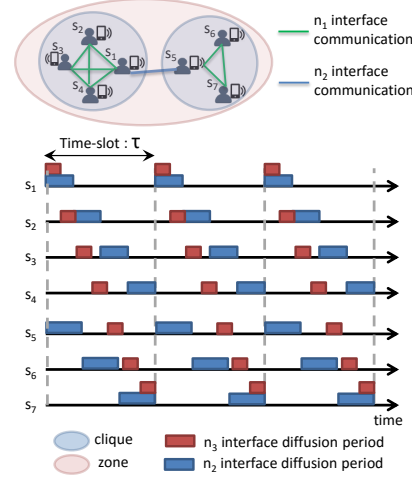 s₂
s₃
s₁
s₄
s₅
s₆
s₇
n₁ interface
communication
n₂ interface
communication
Time-slot : τ
s₁
s₂
s₃
s₄
s₅
s₆
s₇
time
clique
n₃ interface diffusion period
zone
n₂ interface diffusion period